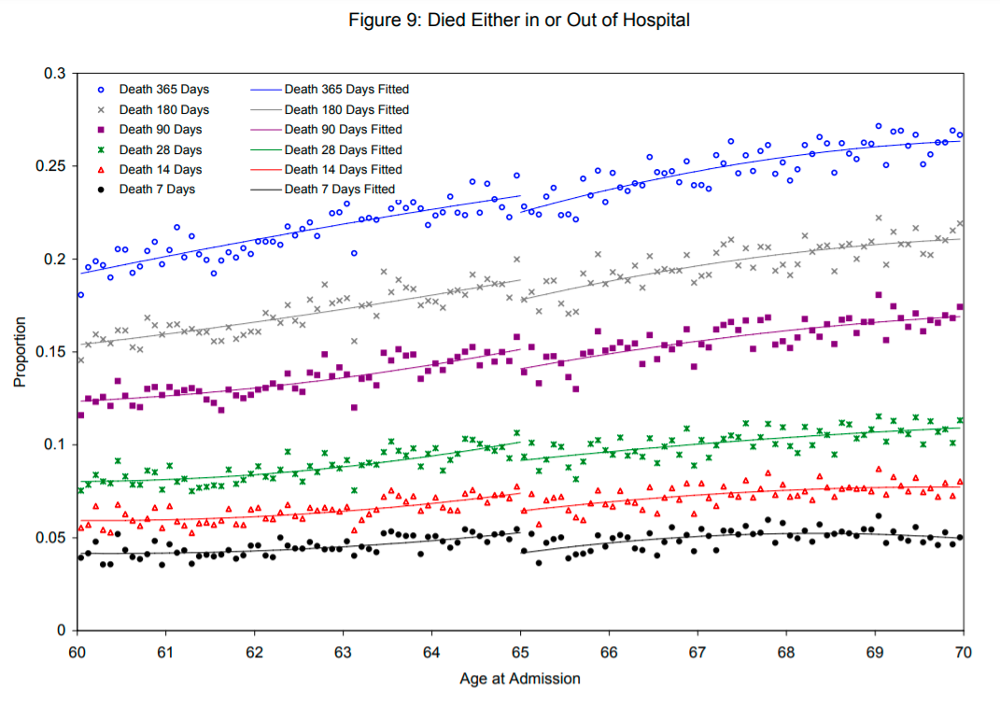 Figure 9: Died Either in or Out of Hospital
0.3
Death 365 Days
Death 365 Days Fitted
Death 180 Days
Death 180 Days Fitted
Death 90 Days
Death 90 Days Fitted
Death 28 Days
Death 28 Days Fitted
Death 14 Days
Death 14 Days Fitted
Death 7 Days
Death 7 Days Fitted
0.25
0.2
0.15
0.1
0.05
0
Proportion
60 61 62 63 64 65 66 67 68 69 70
Age at Admission